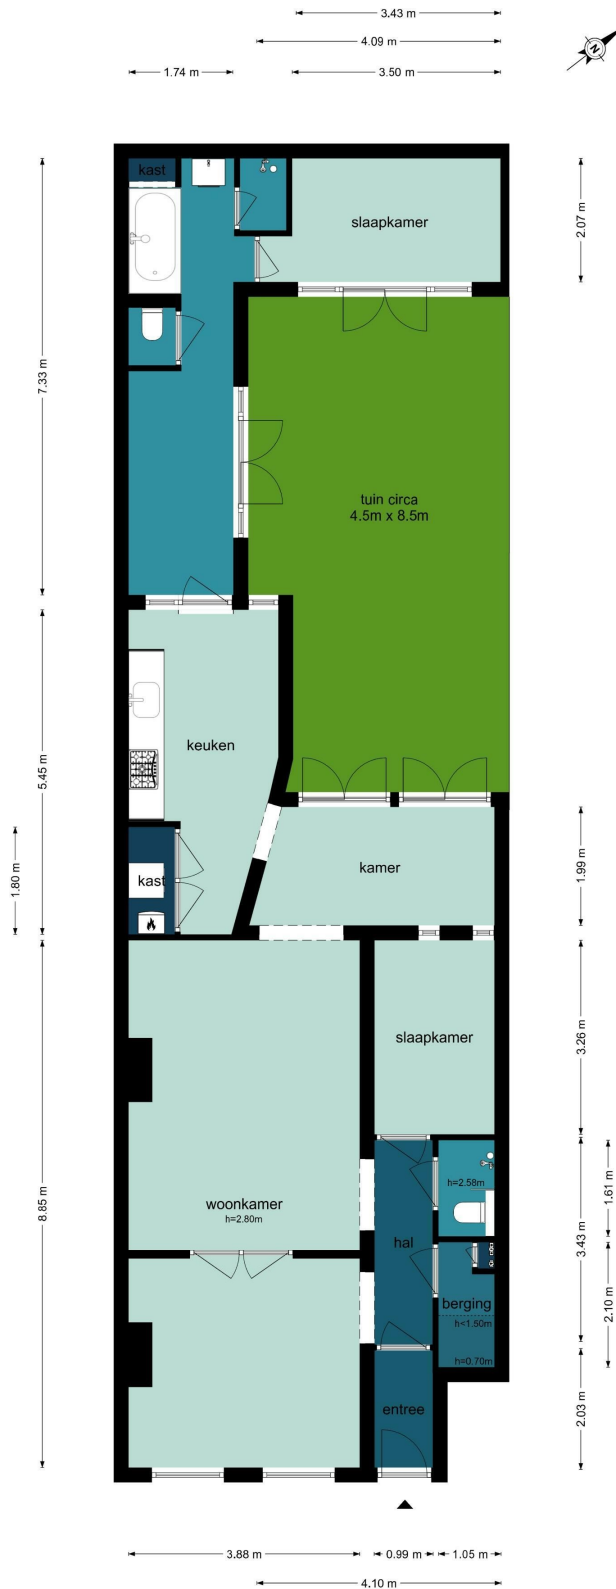 3.43 m
4.09 m
1.74 m
3.50 m
N
kast
slaapkamer
2.07 m
7.33 m
tuin circa
4.5m x 8.5m
keuken
5.45 m
1.80 m
kast
kamer
1.99 m
slaapkamer
3.26 m
8.85 m
woonkamer
h=2.80m
h=2.58m
hal
1.61 m
3.43 m
berging
h<1.50m
h=0.70m
2.10 m
entree
2.03 m
3.88 m
0.99 m
1.05 m
4.10 m